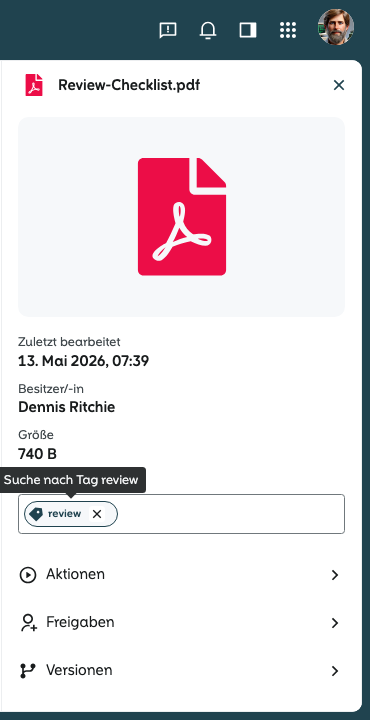 Review-Checklist.pdf
Zuletzt bearbeitet
13. Mai 2026, 07:39
Besitzer/-in
Dennis Ritchie
Größe
740 B
Suche nach Tag review
review
Aktionen
Freigaben
Versionen